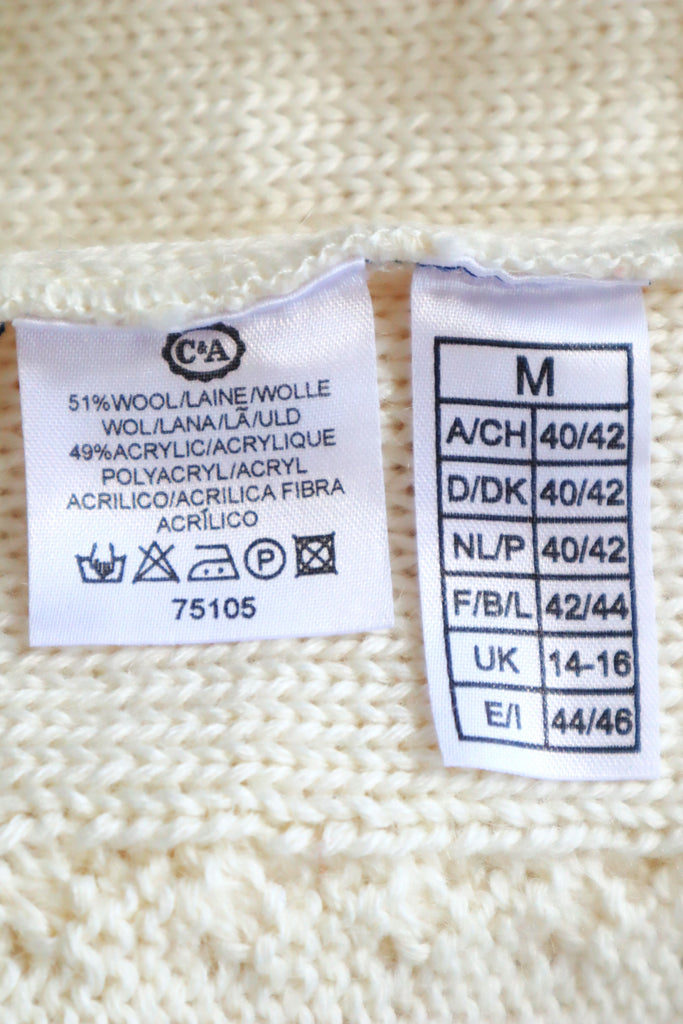 C&A
51%WOOL/LAINE/WOLLE
WOL/LANA/LÃ/ULD
49%ACRYLIC/ACRYLIQUE
POLYACRYL/ACRYL
ACRILICO/ACRILICA FIBRA
ACRÍLICO
P
75105
M
A/CH 40/42
D/DK 40/42
NL/P 40/42
F/B/L 42/44
UK 14-16
E/I 44/46